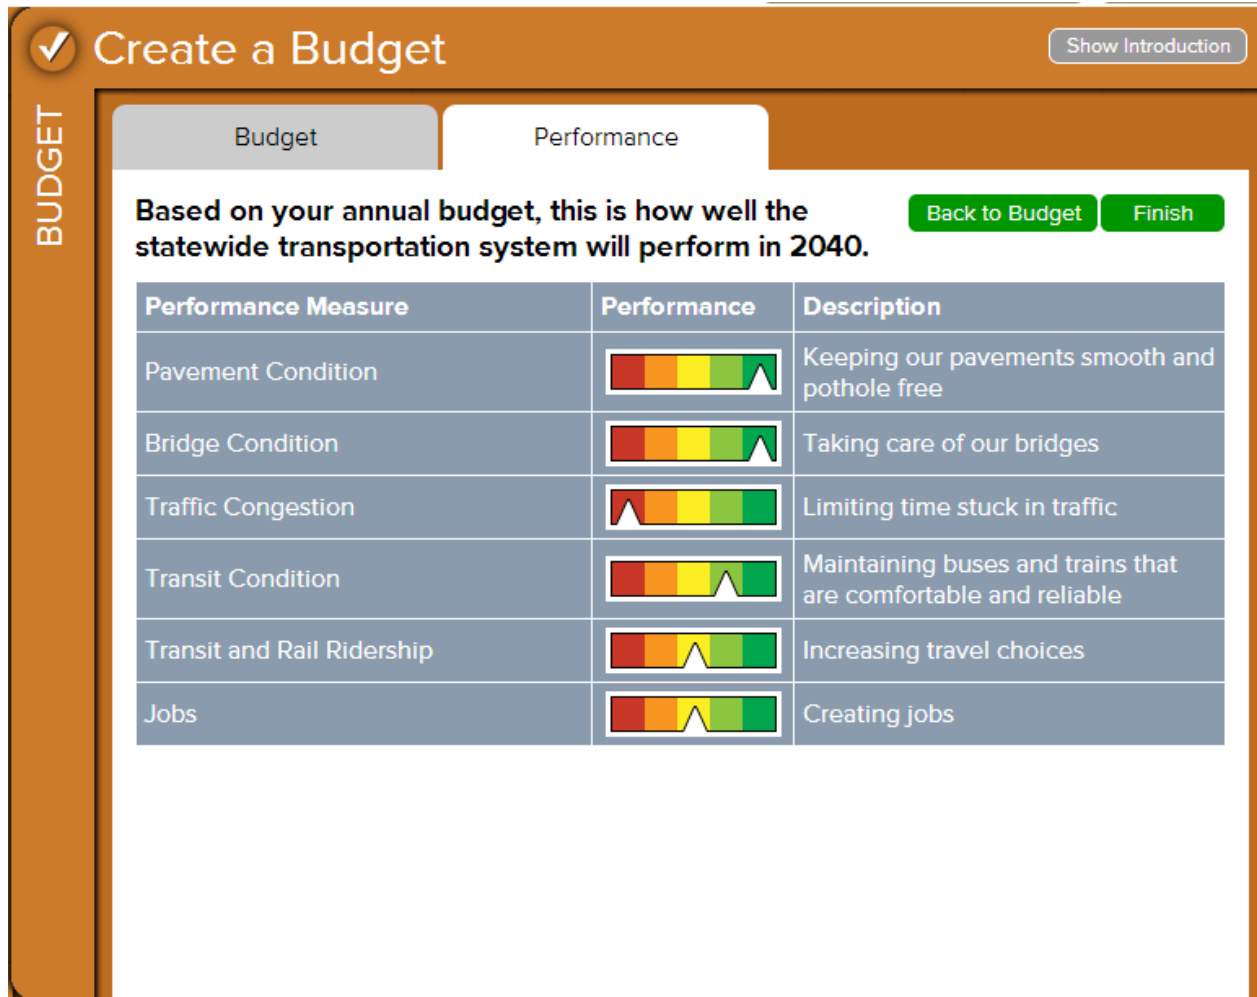 Create a Budget
Show Introduction
BUDGET
Budget
Performance
Based on your annual budget, this is how well the
statewide transportation system will perform in 2040.
Back to Budget
Finish
Performance Measure
Performance
Description
Pavement Condition
Keeping our pavements smooth and
pothole free
Bridge Condition
Taking care of our bridges
Traffic Congestion
Limiting time stuck in traffic
Transit Condition
Maintaining buses and trains that
are comfortable and reliable
Transit and Rail Ridership
Increasing travel choices
Jobs
Creating jobs